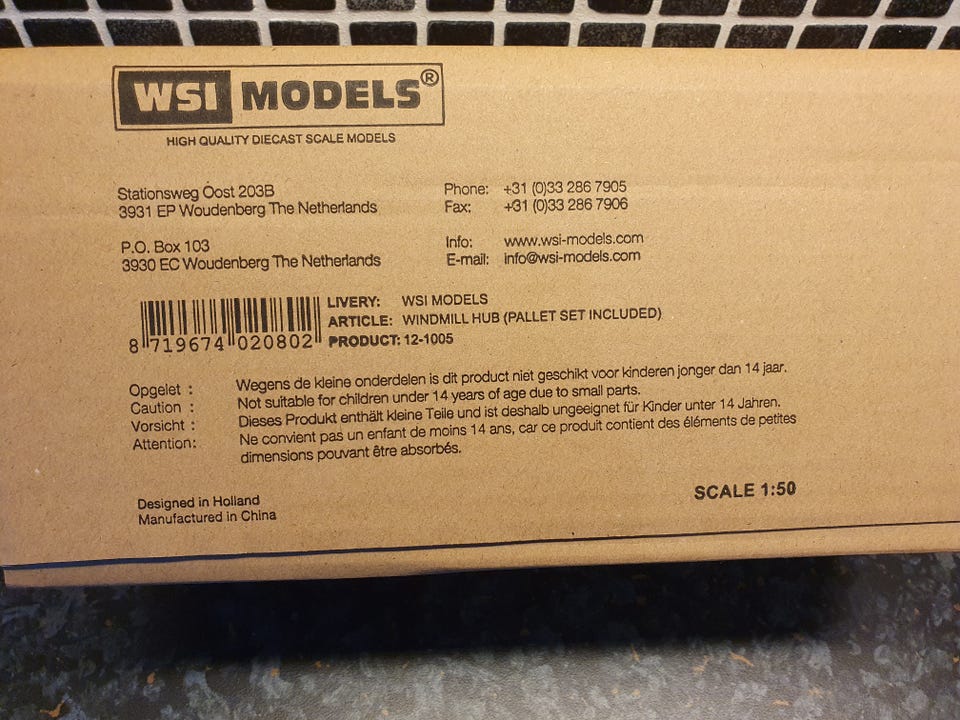 WSI MODELS®
HIGH QUALITY DIECAST SCALE MODELS
Stationsweg Oost 203B
3931 EP Woudenberg The Netherlands
Phone: +31 (0)33 286 7905
Fax: +31 (0)33 286 7906
P.O. Box 103
3930 EC Woudenberg The Netherlands
Info: www.wsi-models.com
E-mail: info@wsi-models.com
8 719674 020802
LIVERY: WSI MODELS
ARTICLE: WINDMILL HUB (PALLET SET INCLUDED)
PRODUCT: 12-1005
Opgelet : Wegens de kleine onderdelen is dit product niet geschikt voor kinderen jonger dan 14 jaar.
Caution : Not suitable for children under 14 years of age due to small parts.
Vorsicht : Dieses Produkt enthält kleine Teile und ist deshalb ungeeignet für Kinder unter 14 Jahren.
Attention: Ne convient pas un enfant de moins 14 ans, car ce produit contient des éléments de petites
dimensions pouvant être absorbés.
Designed in Holland
Manufactured in China
SCALE 1:50